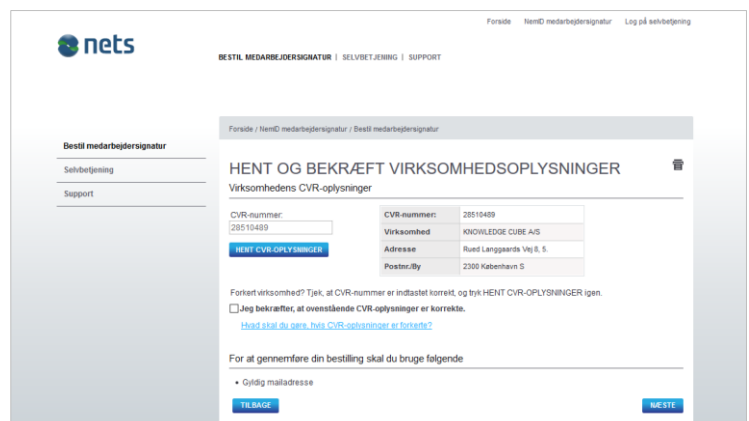 Forside NemID medarbejdersignatur Log på selvbetjening
nets
BESTIL MEDARBEJDERSIGNATUR | SELVBETJENING | SUPPORT
Forside / NemID medarbejdersignatur / Bestil medarbejdersignatur
Bestil medarbejdersignatur
Selvbetjening
Support
HENT OG BEKRÆFT VIRKSOMHEDSOPLYSNINGER
Virksomhedens CVR-oplysninger
CVR-nummer:
28510489
HENT CVR-OPLYSNINGER
CVR-nummer: 28510489
Virksomhed KNOWLEDGE CUBE A/S
Adresse Rued Langgaards Vej 8, 5.
Postnr./By 2300 København S
Forkert virksomhed? Tjek, at CVR-nummer er indtastet korrekt, og tryk HENT CVR-OPLYSNINGER igen.
Jeg bekræfter, at ovenstående CVR-oplysninger er korrekte.
Hvad skal du gøre, hvis CVR-oplysninger er forkerte?
For at gennemføre din bestilling skal du bruge følgende
• Gyldig mailadresse
TILBAGE NÆSTE